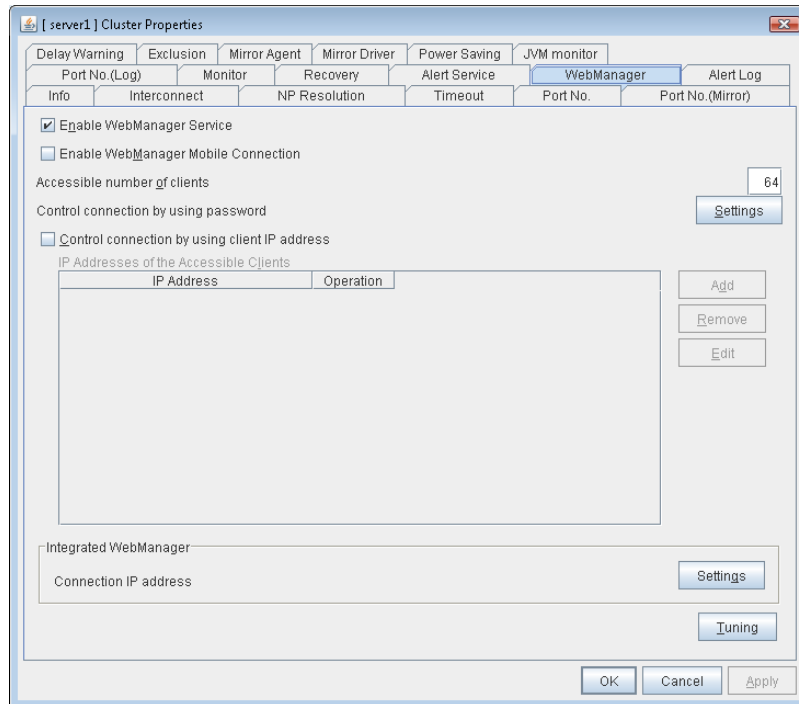 [ server1 ] Cluster Properties
Delay Warning Exclusion Mirror Agent Mirror Driver Power Saving JVM monitor
Port No.(Log) Monitor Recovery Alert Service WebManager Alert Log
Info Interconnect NP Resolution Timeout Port No. Port No.(Mirror)
Enable WebManager Service
Enable WebManager Mobile Connection
Accessible number of clients 64
Control connection by using password Settings
Control connection by using client IP address
IP Addresses of the Accessible Clients
IP Address Operation
Add
Remove
Edit
Integrated WebManager
Connection IP address Settings
Tuning
OK Cancel Apply